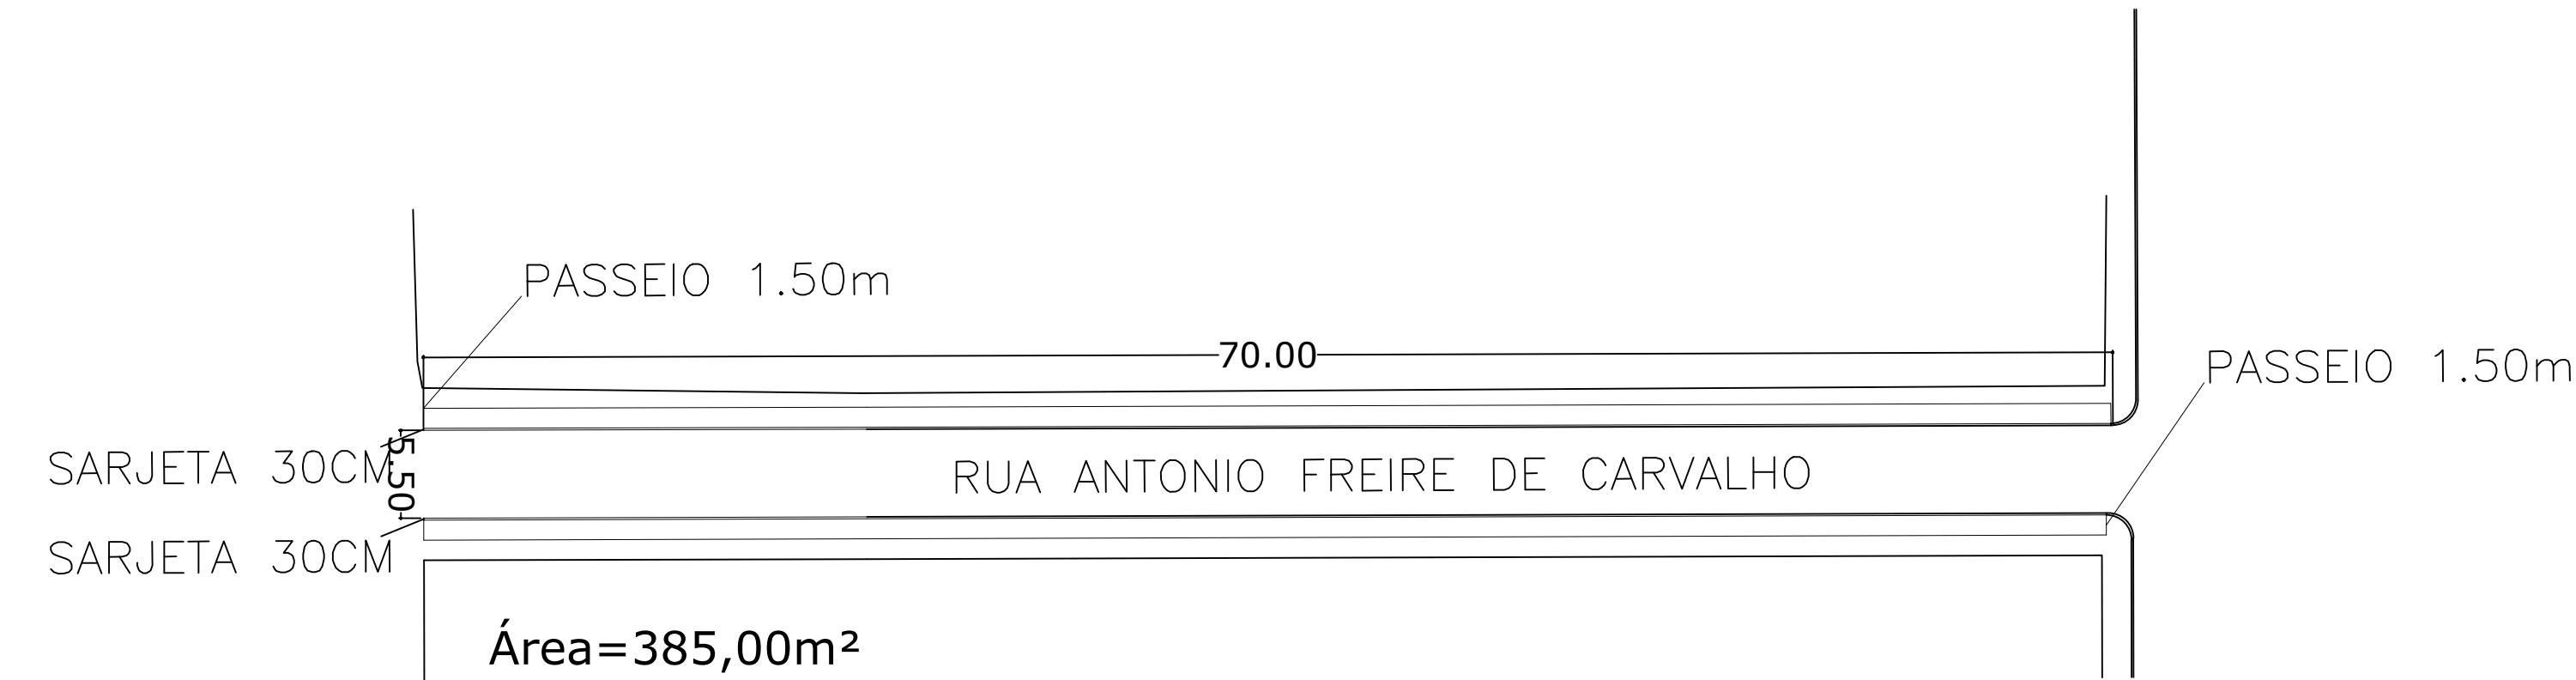 PASSEIO 1.50m
70.00
PASSEIO 1.50m
SARJETA 30CM
5.50
RUA ANTONIO FREIRE DE CARVALHO
SARJETA 30CM
Área=385,00m²